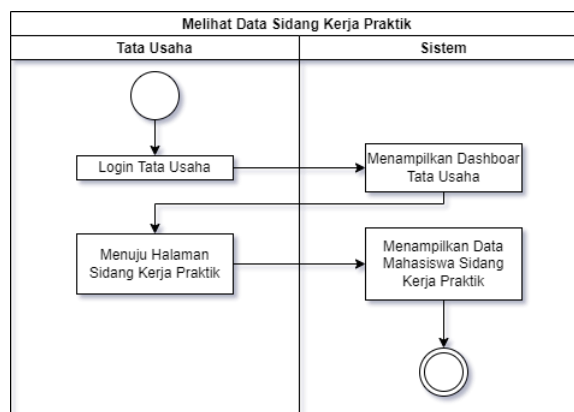 Melihat Data Sidang Kerja Praktik
Tata Usaha
Sistem
Login Tata Usaha
Menampilkan Dashboar
Tata Usaha
Menuju Halaman
Sidang Kerja Praktik
Menampilkan Data
Mahasiswa Sidang
Kerja Praktik